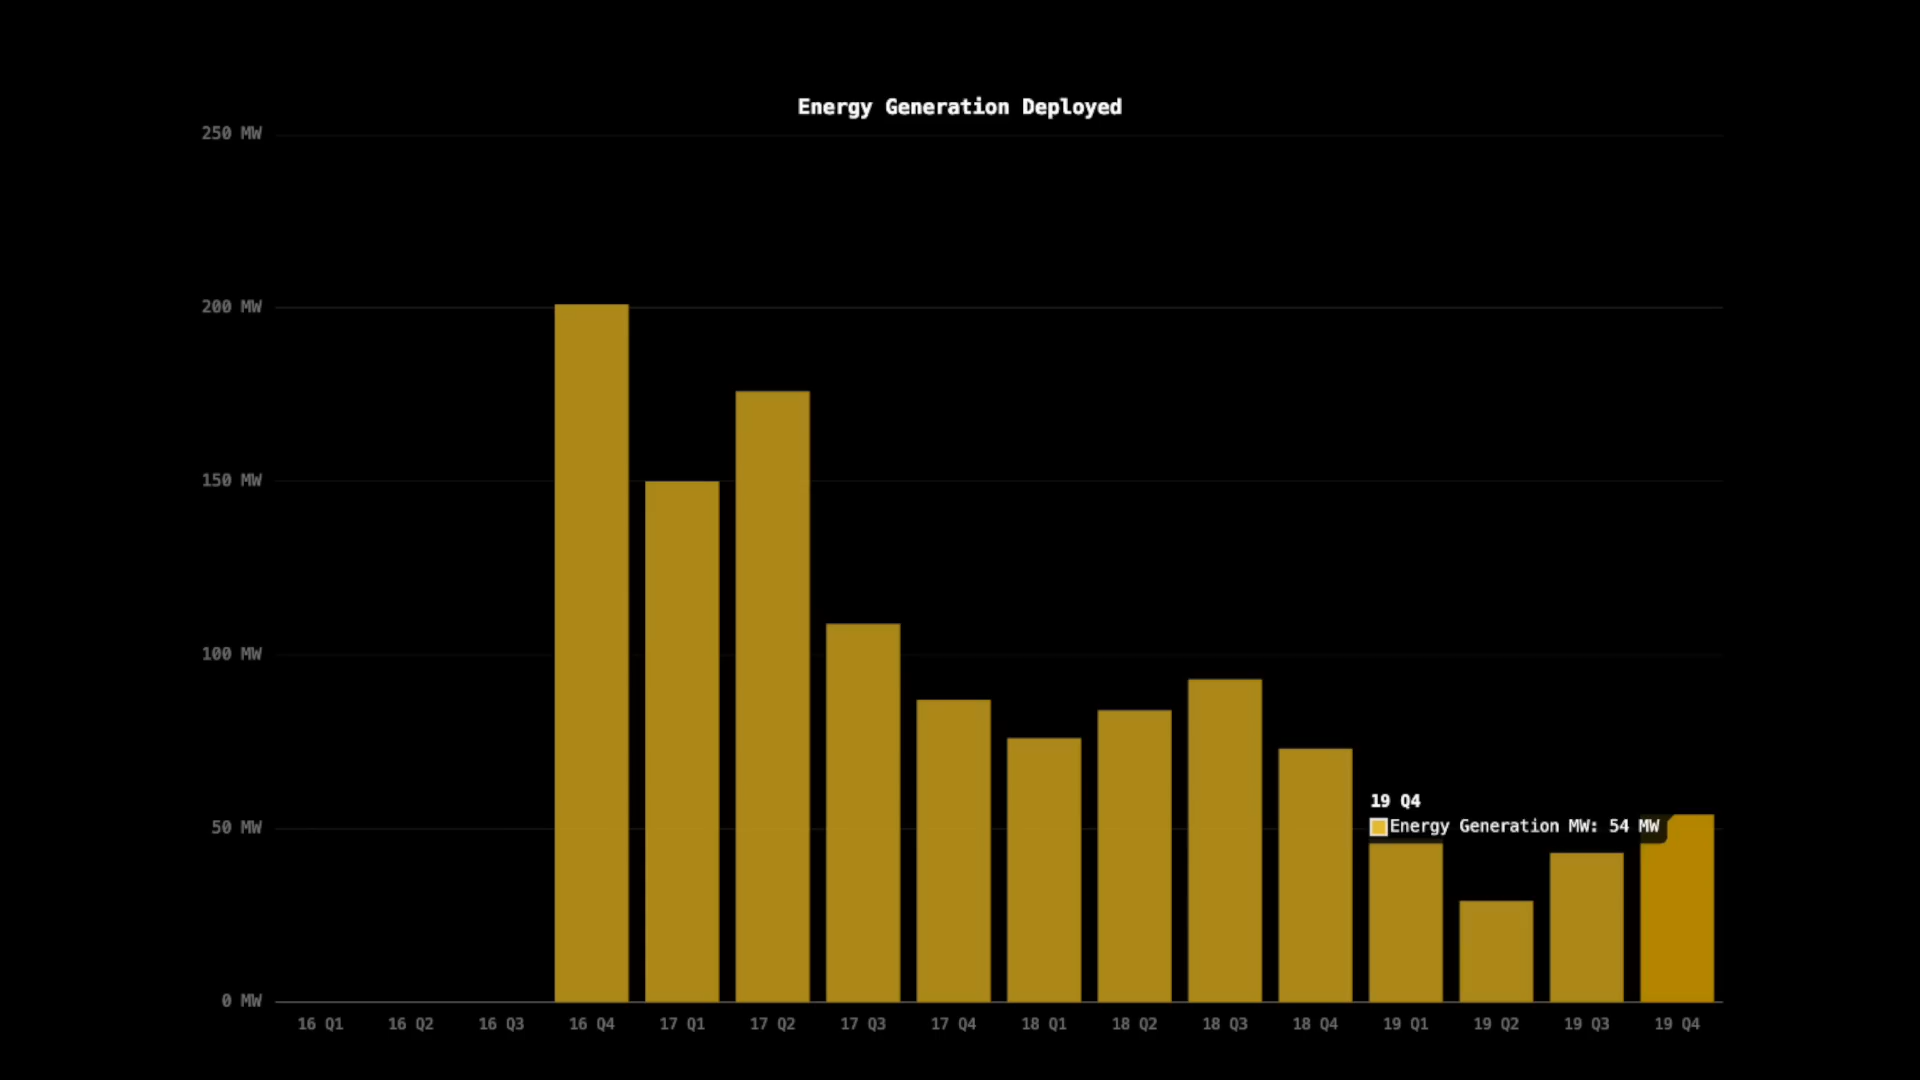 Energy Generation Deployed
250 MW
200 MW
150 MW
100 MW
50 MW
0 MW
19 Q4
Energy Generation MW: 54 MW
16 Q1 16 Q2 16 Q3 16 Q4 17 Q1 17 Q2 17 Q3 17 Q4 18 Q1 18 Q2 18 Q3 18 Q4 19 Q1 19 Q2 19 Q3 19 Q4